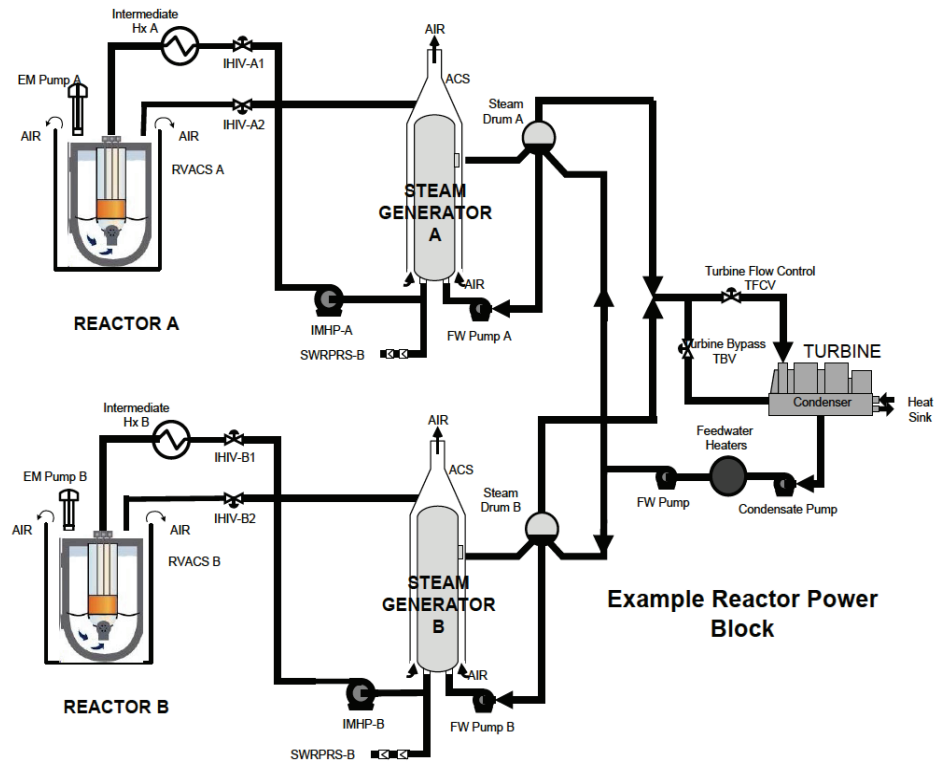 Intermediate
Hx A
AIR
IHIV-A1
ACS
EM Pump A
Steam
Drum A
AIR
AIR
IHIV-A2
RVACS A
STEAM
GENERATOR
A
Turbine Flow Control
TFCV
AIR
REACTOR A
IMHP-A
FW Pump A
SWRPRS-B
Turbine Bypass
TBV
TURBINE
Condenser
Heat
Sink
Intermediate
Hx B
AIR
IHIV-B1
ACS
Feedwater
Heaters
EM Pump B
Steam
Drum B
FW Pump
Condensate Pump
IHIV-B2
AIR
AIR
RVACS B
STEAM
GENERATOR
B
Example Reactor Power
Block
AIR
REACTOR B
IMHP-B
FW Pump B
SWRPRS-B